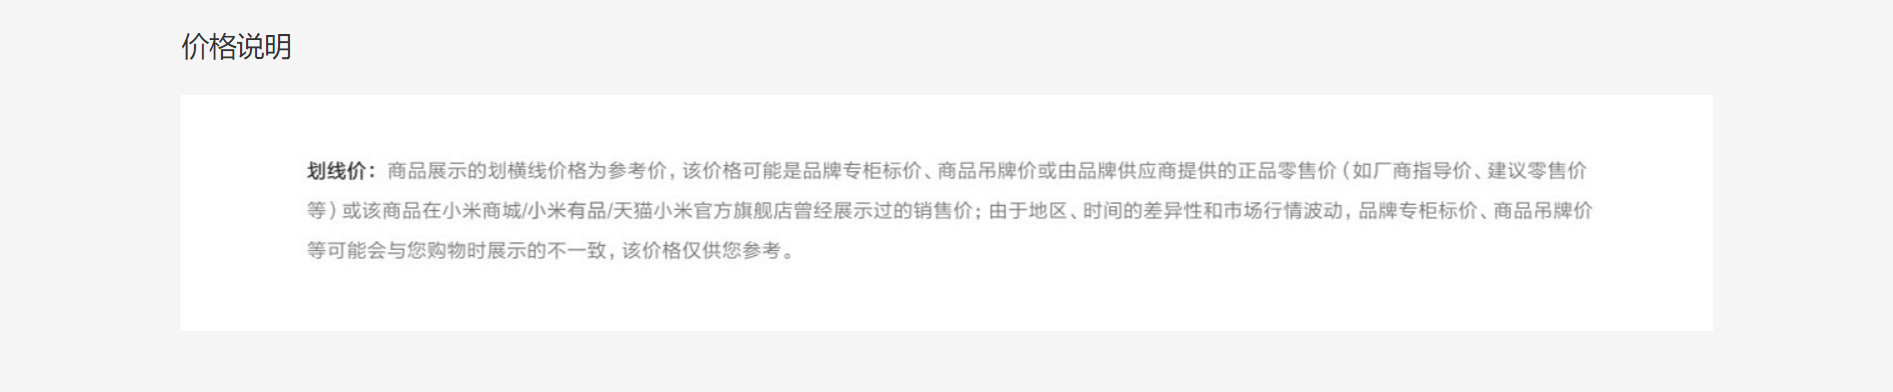 价格说明
划线价：商品展示的划横线价格为参考价，该价格可能是品牌专柜标价、商品吊牌价或由品牌供应商提供的正品零售价（如厂商指导价、建议零售价
等）或该商品在小米商城/小米有品/天猫小米官方旗舰店曾经展示过的销售价；由于地区、时间的差异性和市场行情波动，品牌专柜标价、商品吊牌价
等可能会与您购物时展示的不一致，该价格仅供您参考。